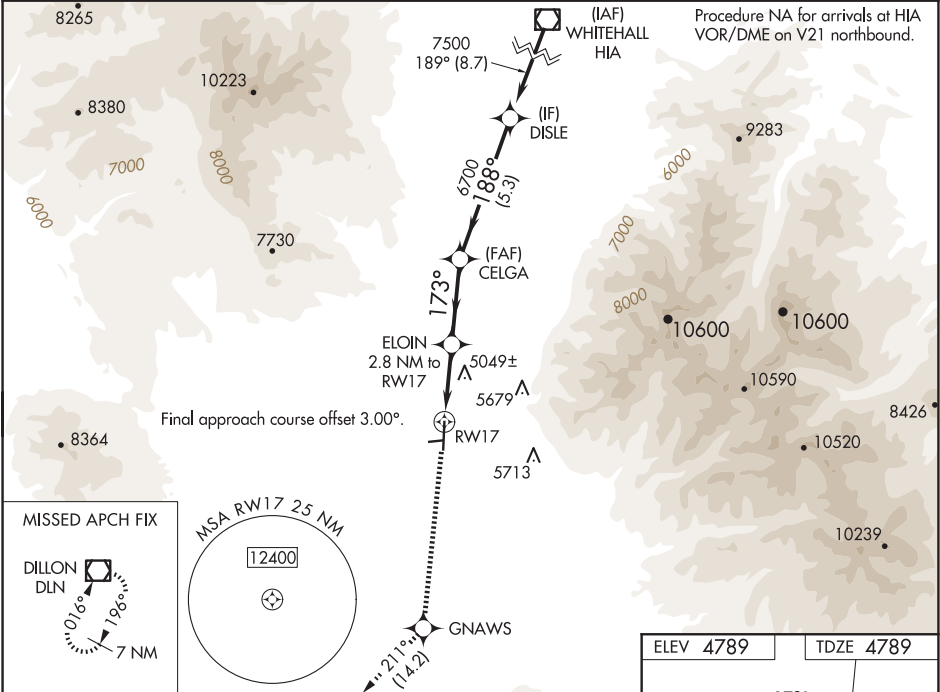 8265
(IAF)
WHITEHALL
HIA
Procedure NA for arrivals at HIA
VOR/DME on V21 northbound.
7500
189° (8.7)
10223
8380
(IF)
DISLE
9283
7000
8000
6000
6000
6700
188°
(5.3)
7000
7730
(FAF)
CELGA
173°
8000
10600
10600
ELOIN
2.8 NM to
RW17
5049±
5679
10590
8426
Final approach course offset 3.00°.
RW17
8364
5713
10520
MISSED APCH FIX
MSA RW17 25 NM
12400
10239
DILLON
DLN
016°
196°
7 NM
GNAWS
211°
(14.2)
ELEV 4789
TDZE 4789